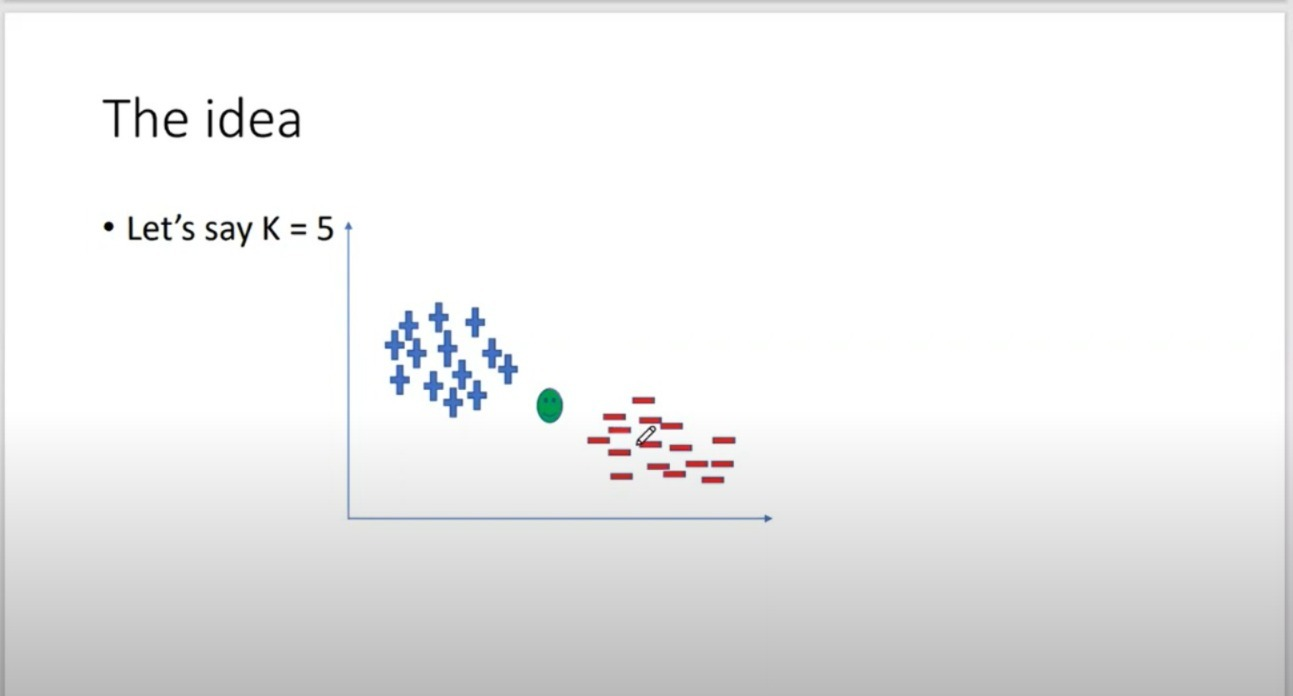 The idea
• Let’s say K = 5